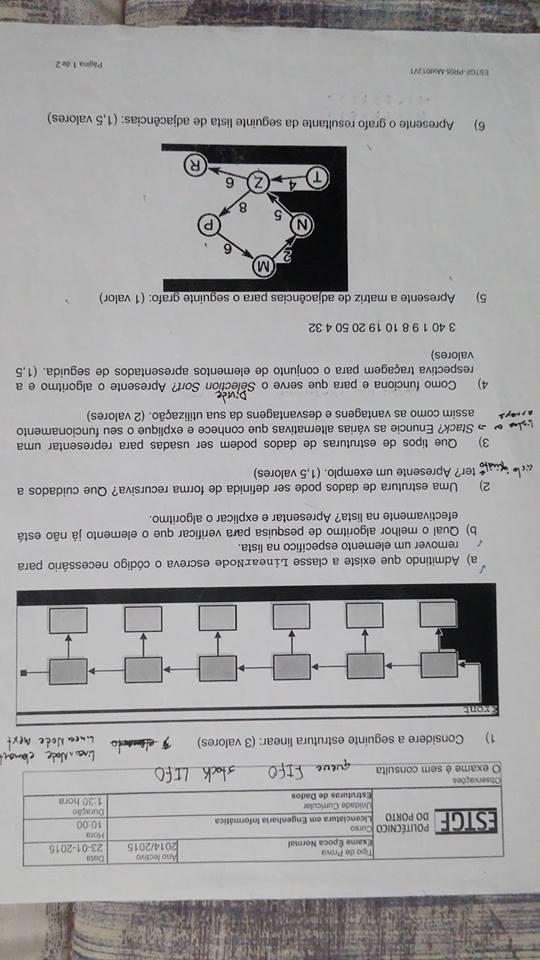 Tipo de Prova
Exame Época Normal
Ano lectivo
2014/2015
Data
23-01-2015
ESTGF
POLITÉCNICO
DO PORTO
Curso
Licenciatura em Engenharia Informática
Hora
10:00
Unidade Curricular
Estruturas de Dados
Duração
1:30 hora
Observações
O exame é sem consulta
queue FIFO stack LIFO
1) Considere a seguinte estrutura linear: (3 valores)
LinearNode element
LinearNode next
Front
a) Admitindo que existe a classe LinearNode escreva o código necessário para
remover um elemento específico na lista.
b) Qual o melhor algoritmo de pesquisa para verificar que o elemento já não está
efectivamente na lista? Apresentar e explicar o algoritmo.
2) Uma estrutura de dados pode ser definida de forma recursiva? Que cuidados a
ciclo infinito
ter? Apresente um exemplo. (1,5 valores)
3) Que tipos de estruturas de dados podem ser usadas para representar uma
listas ou
arrays
Stack? Enuncie as várias alternativas que conhece e explique o seu funcionamento
assim como as vantagens e desvantagens da sua utilização. (2 valores)
Divide
4) Como funciona e para que serve o Selection Sort? Apresente o algoritmo e a
respectiva traçagem para o conjunto de elementos apresentados de seguida. (1,5
valores)
3 40 1 9 8 10 19 20 50 4 32
5) Apresente a matriz de adjacências para o seguinte grafo: (1 valor)
M
2
6
N
P
5
8
T
4
Z
6
R
6) Apresente o grafo resultante da seguinte lista de adjacências: (1,5 valores)
ESTGF-PR05-Mod013V1
Página 1 de 2